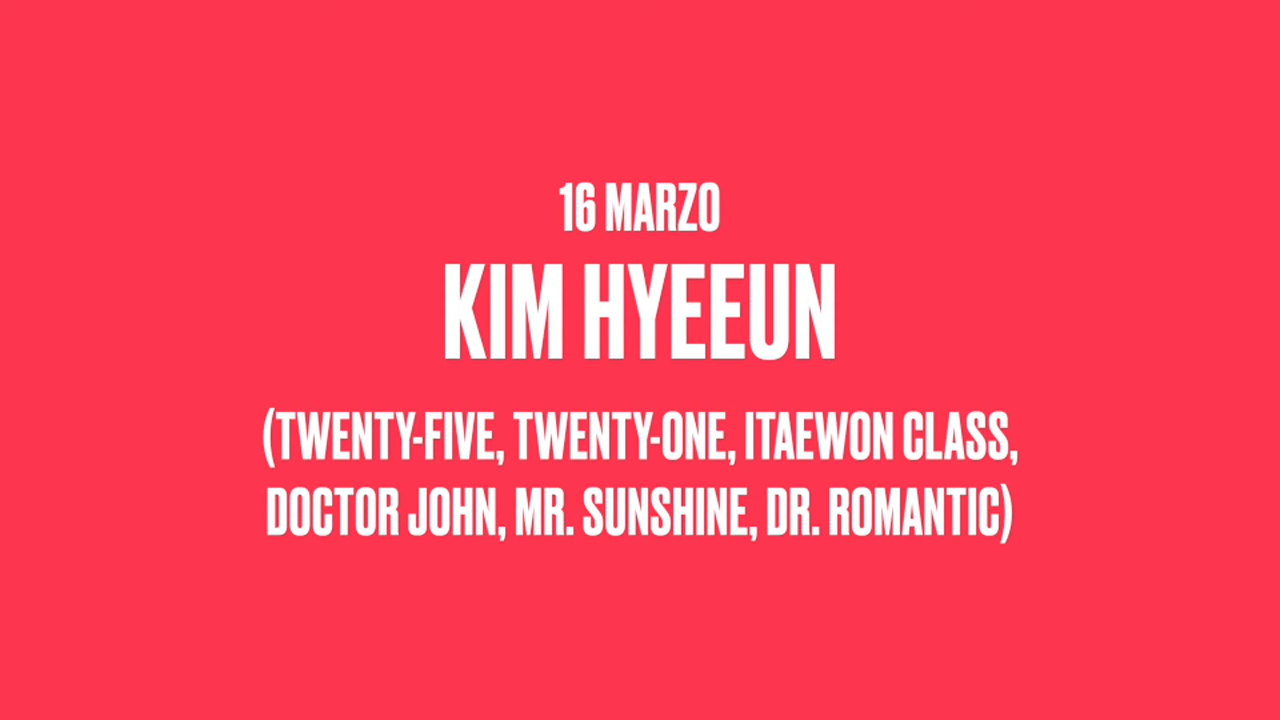 16 MARZO
KIM HYEEUN
(TWENTY-FIVE, TWENTY-ONE, ITAEWON CLASS,
DOCTOR JOHN, MR. SUNSHINE, DR. ROMANTIC)